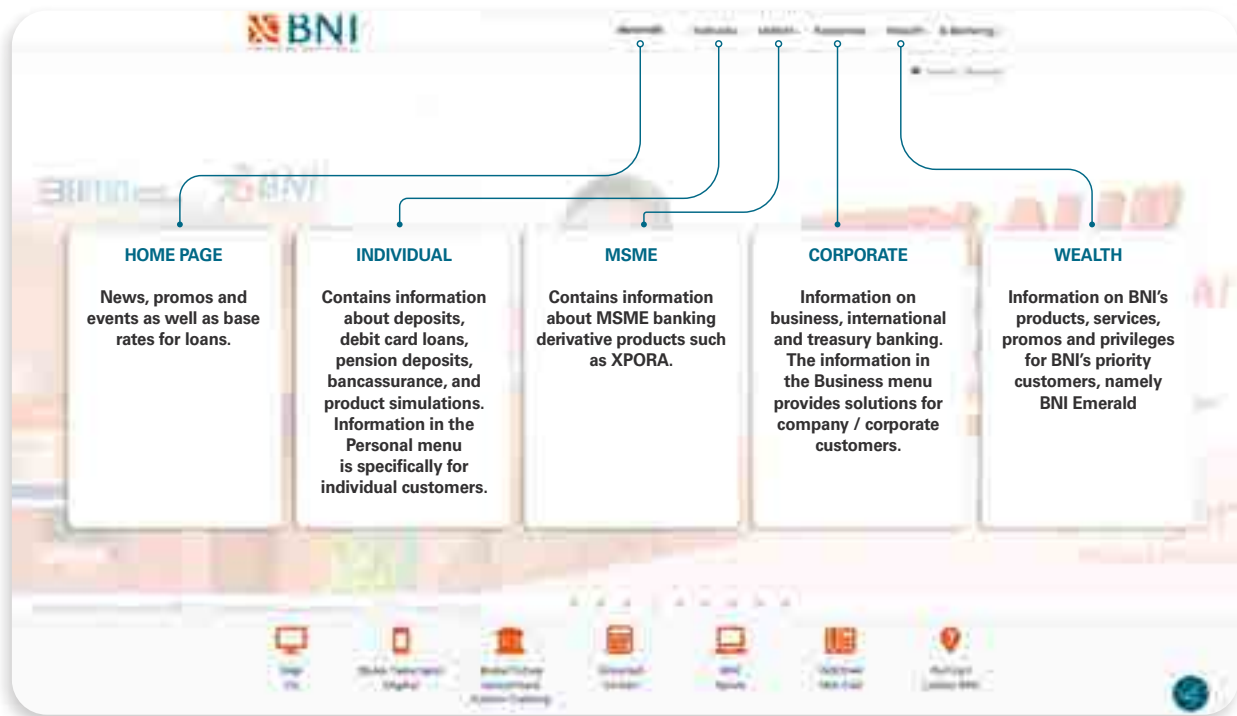 BNI
HOME PAGE
News, promos and
events as well as base
rates for loans.
INDIVIDUAL
Contains information
about deposits,
debit card loans,
pension deposits,
bancassurance, and
product simulations.
Information in the
Personal menu
is specifically for
individual customers.
MSME
Contains information
about MSME banking
derivative products such
as XPORA.
CORPORATE
Information on
business, international
and treasury banking.
The information in
the Business menu
provides solutions for
company / corporate
customers.
WEALTH
Information on BNI's
products, services,
promos and privileges
for BNI's priority
customers, namely
BNI Emerald